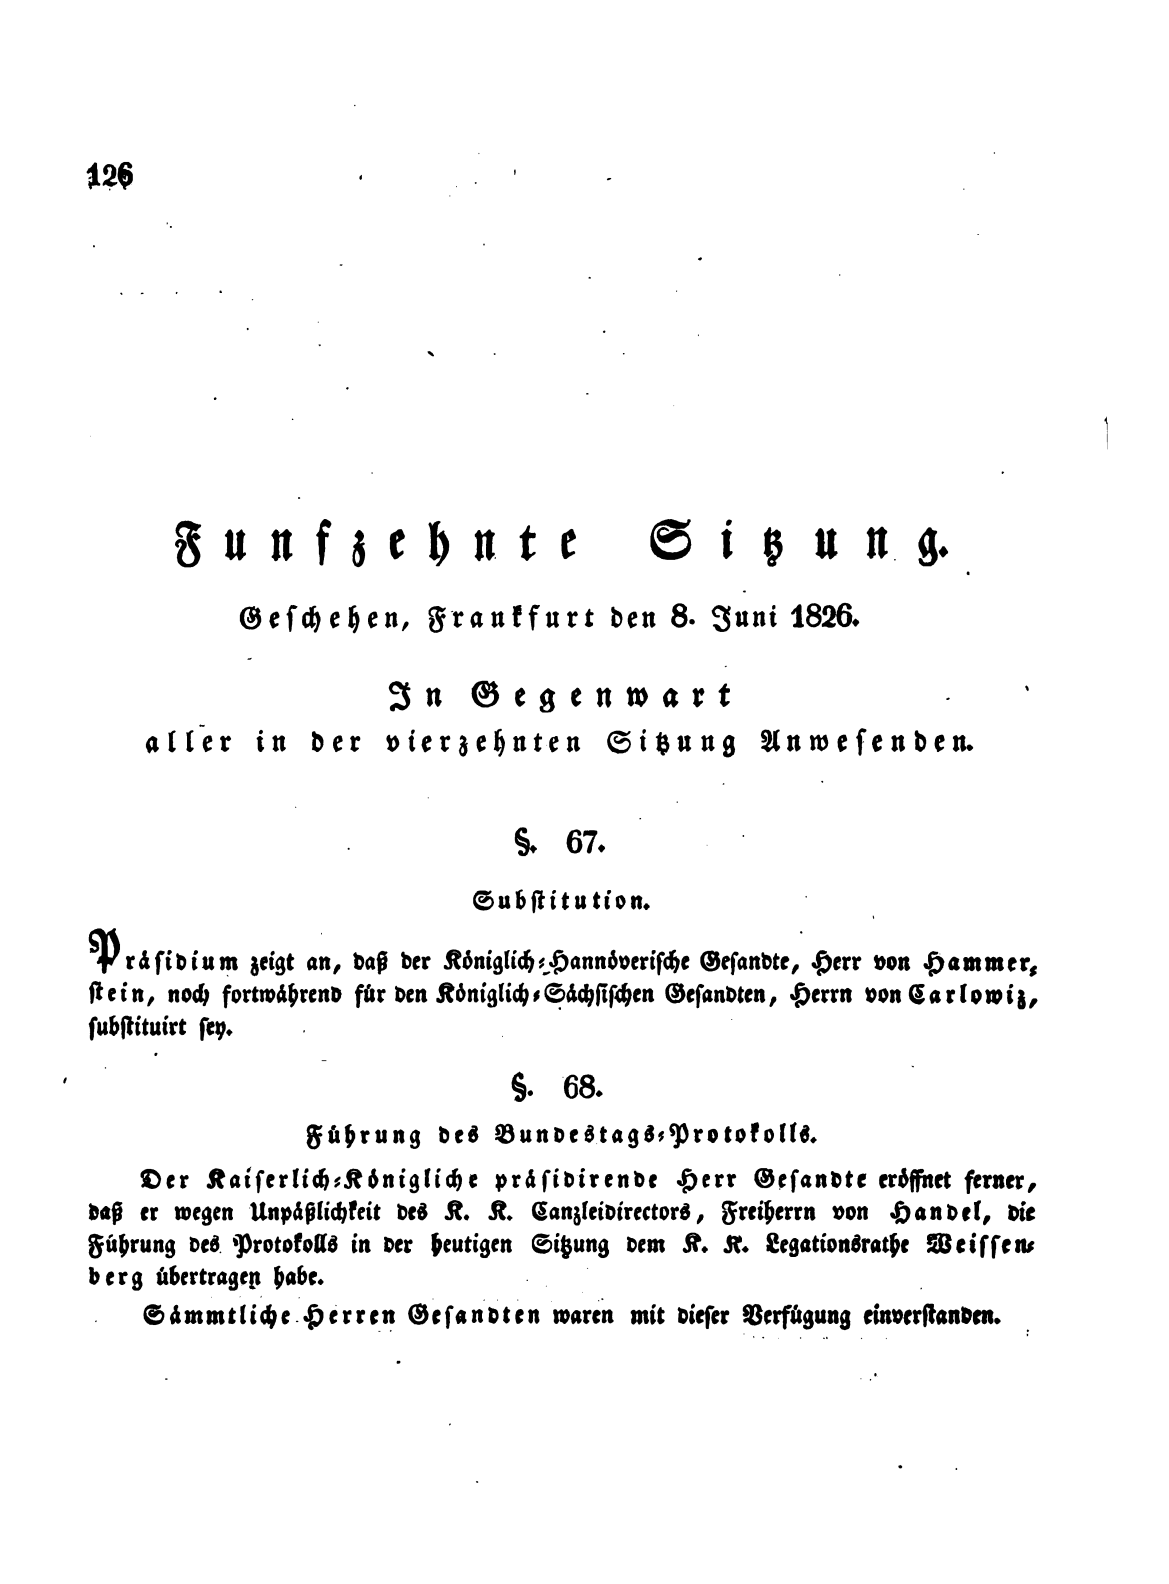 126
Funfzehnte Sitzung.
Geschehen, Frankfurt den 8. Juni 1826.
In Gegenwart
aller in der vierzehnten Sitzung Anwesenden.
§. 67.
Substitution.
Präsidium zeigt an, daß der Königlich-Hannöverische Gesandte, Herr von Hammer-
stein, noch fortwährend für den Königlich-Sächsischen Gesandten, Herrn von Carlowiz,
substituirt sey.
§. 68.
Führung des Bundestags-Protokolls.
Der Kaiserlich-Königliche präsidirende Herr Gesandte eröffnet ferner,
daß er wegen Unpäßlichkeit des K. K. Canzleidirectors, Freiherrn von Handel, die
Führung des Protokolls in der heutigen Sitzung dem K. K. Legationsrathe Weissen-
berg übertragen habe.
Sämmtliche Herren Gesandten waren mit dieser Verfügung einverstanden.